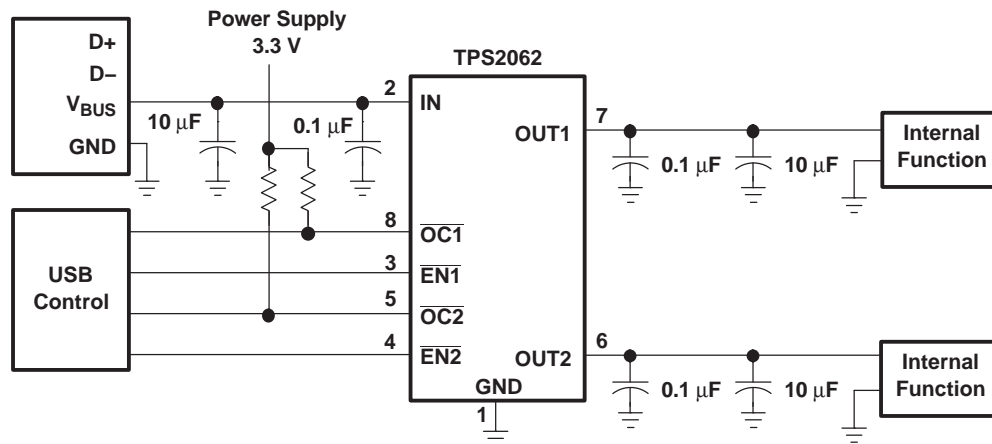 Power Supply
3.3 V
TPS2062
D+
D−
V_BUS
GND
10 µF
0.1 µF
2
IN
7
OUT1
0.1 µF
10 µF
Internal
Function
USB
Control
8
OC1
3
EN1
5
OC2
4
EN2
6
OUT2
GND
1
0.1 µF
10 µF
Internal
Function